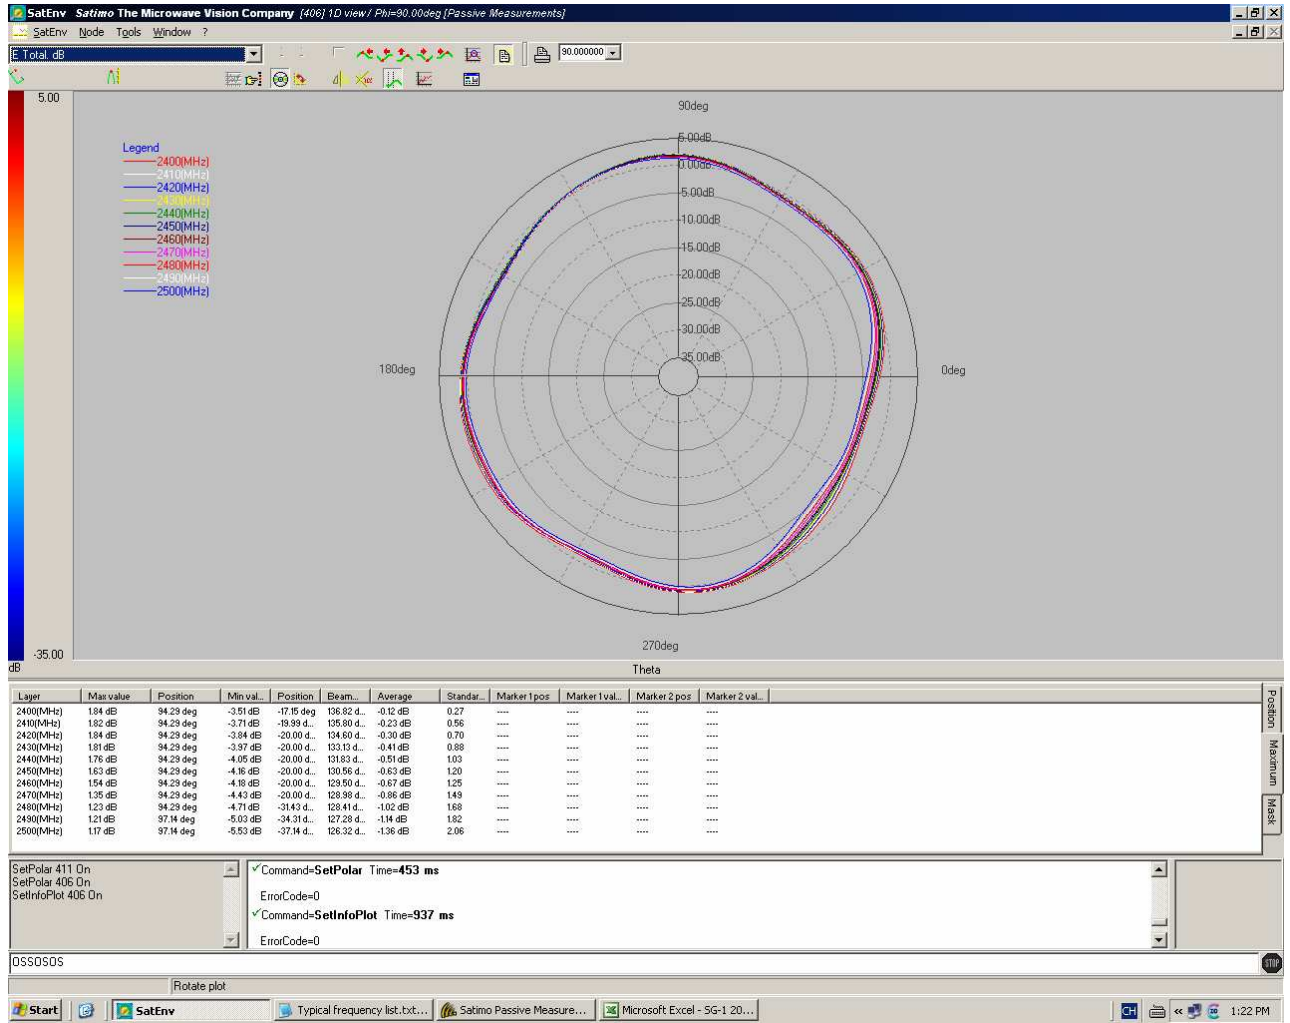 SatEnv Satimo The Microwave Vision Company [406] 1D view / Phi=90.00deg [Passive Measurements]
SatEnv Node Tools Window ?
E Total. dB
90.000000
5.00
-35.00
dB
Legend
2400(MHz)
2410(MHz)
2420(MHz)
2430(MHz)
2440(MHz)
2450(MHz)
2460(MHz)
2470(MHz)
2480(MHz)
2490(MHz)
2500(MHz)
90deg
5.00dB
0.00dB
-5.00dB
-10.00dB
-15.00dB
-20.00dB
-25.00dB
-30.00dB
-35.00dB
180deg
0deg
270deg
Theta
Layer Max value Position Min val... Position Beam... Average Standar... Marker 1 pos Marker 1 val... Marker 2 pos Marker 2 val...
2400(MHz) 1.84 dB 94.29 deg -3.51 dB -17.15 deg 136.82 d... -0.12 dB 0.27 ---- ---- ---- ----
2410(MHz) 1.82 dB 94.29 deg -3.71 dB -19.99 d... 135.80 d... -0.23 dB 0.56 ---- ---- ---- ----
2420(MHz) 1.84 dB 94.29 deg -3.84 dB -20.00 d... 134.60 d... -0.30 dB 0.70 ---- ---- ---- ----
2430(MHz) 1.81 dB 94.29 deg -3.97 dB -20.00 d... 133.13 d... -0.41 dB 0.88 ---- ---- ---- ----
2440(MHz) 1.76 dB 94.29 deg -4.05 dB -20.00 d... 131.83 d... -0.51 dB 1.03 ---- ---- ---- ----
2450(MHz) 1.63 dB 94.29 deg -4.16 dB -20.00 d... 130.56 d... -0.63 dB 1.20 ---- ---- ---- ----
2460(MHz) 1.54 dB 94.29 deg -4.18 dB -20.00 d... 129.50 d... -0.67 dB 1.25 ---- ---- ---- ----
2470(MHz) 1.35 dB 94.29 deg -4.43 dB -20.00 d... 128.98 d... -0.86 dB 1.49 ---- ---- ---- ----
2480(MHz) 1.23 dB 94.29 deg -4.71 dB -31.43 d... 128.41 d... -1.02 dB 1.68 ---- ---- ---- ----
2490(MHz) 1.21 dB 97.14 deg -5.03 dB -34.31 d... 127.28 d... -1.14 dB 1.82 ---- ---- ---- ----
2500(MHz) 1.17 dB 97.14 deg -5.53 dB -37.14 d... 126.32 d... -1.36 dB 2.06 ---- ---- ---- ----
Position
Maximum
Mask
SetPolar 411 On
SetPolar 406 On
SetInfoPlot 406 On
Command=SetPolar Time=453 ms
ErrorCode=0
Command=SetInfoPlot Time=937 ms
ErrorCode=0
OSSOSOS
STOP
Rotate plot
Start SatEnv Typical frequency list.txt... Satimo Passive Measure... Microsoft Excel - SG-1 20... CH « 1:22 PM